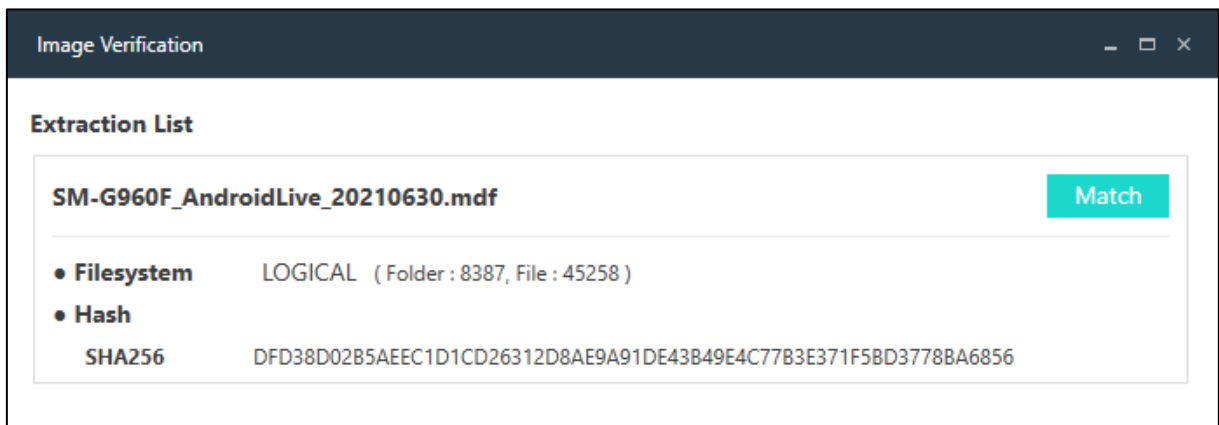 Image Verification
Extraction List
SM-G960F_AndroidLive_20210630.mdf
Match
● Filesystem LOGICAL ( Folder : 8387, File : 45258 )
● Hash
SHA256 DFD38D02B5AEEC1D1CD26312D8AE9A91DE43B49E4C77B3E371F5BD3778BA6856